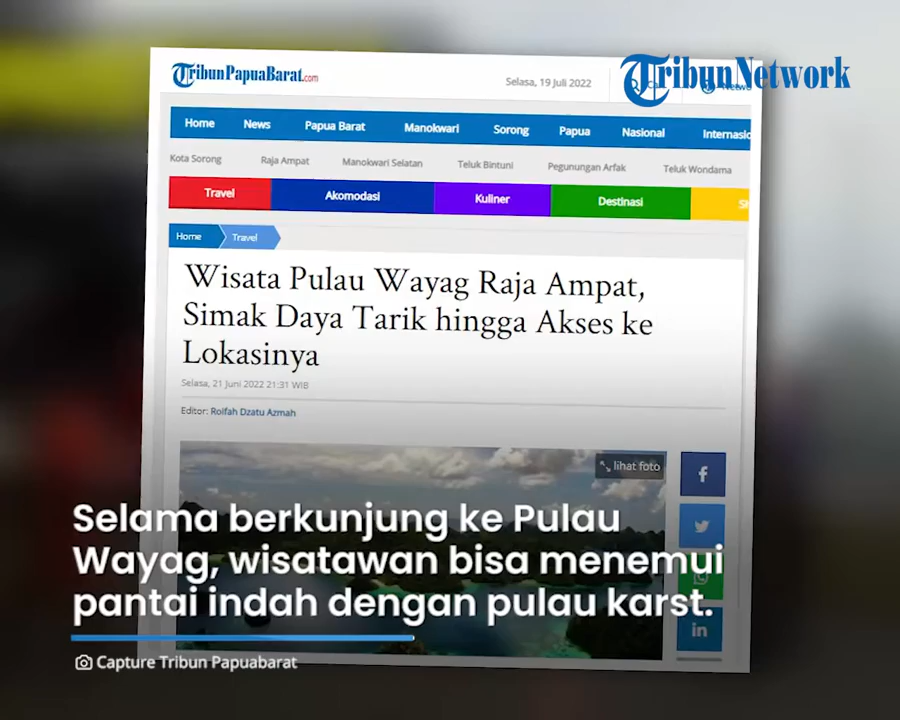 TribunPapuaBarat.com
Selasa, 19 Juli 2022
TribunNetwork
Home News Papua Barat Manokwari Sorong Papua Nasional
Kota Sorong Raja Ampat Manokwari Selatan Teluk Bintuni Pegunungan Arfak Teluk Wondama
Travel Akomodasi Kuliner Destinasi
Home Travel
Wisata Pulau Wayag Raja Ampat,
Simak Daya Tarik hingga Akses ke
Lokasinya
Selasa, 21 Juni 2022 21:31 WIB
Editor: Roifah Dzatu Azmah
lihat foto
Selama berkunjung ke Pulau
Wayag, wisatawan bisa menemui
pantai indah dengan pulau karst.
Capture Tribun Papuabarat